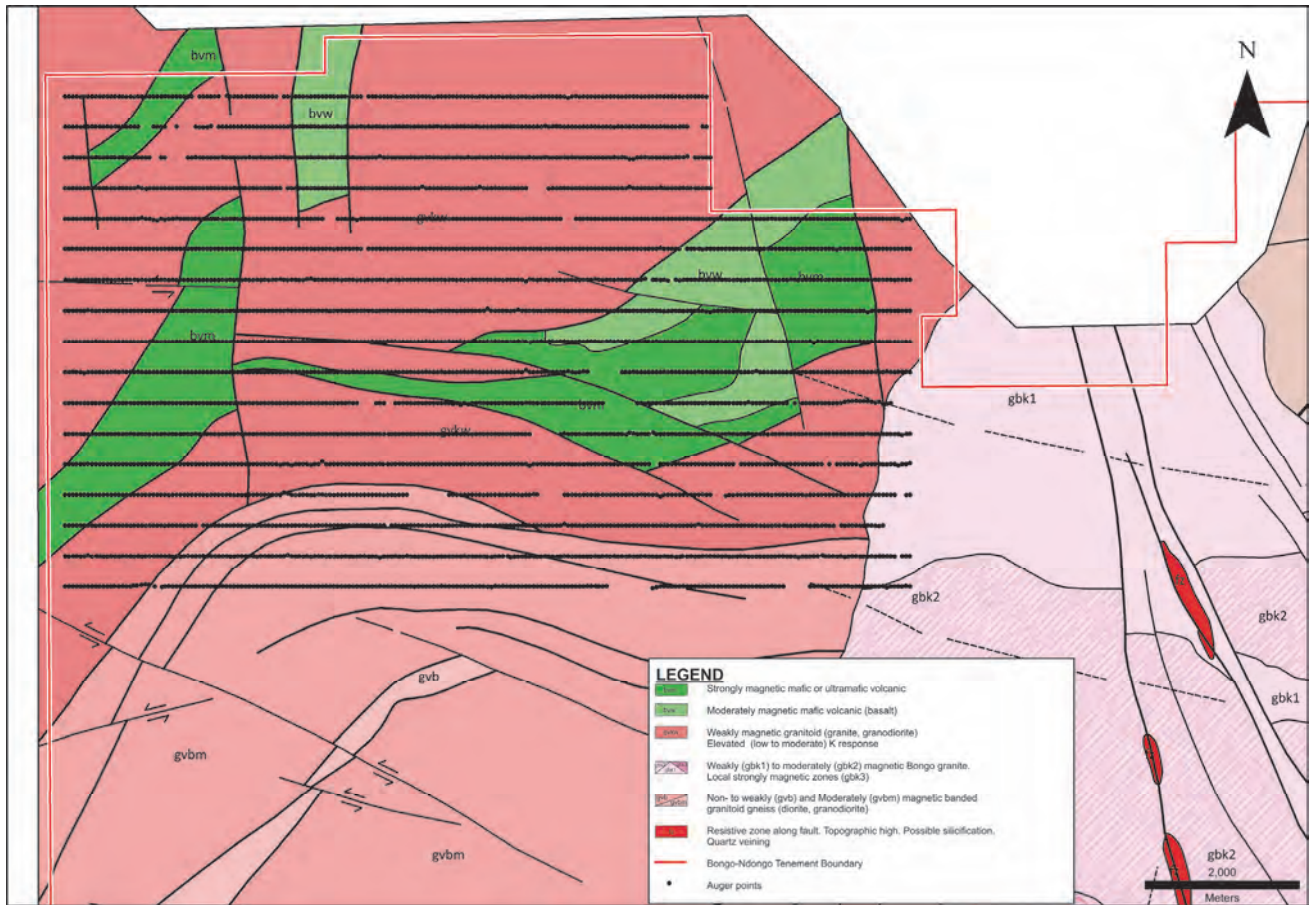 bvm
N
bvw
gvkw
bvw
bvm
bvm
gbk1
bvm
gvkw
gbk2
gbk2
gvb
gbk1
gvbm
gvbm
gbk2
2,000
Meters
LEGEND
Strongly magnetic mafic or ultramafic volcanic
Moderately magnetic mafic volcanic (basalt)
Weakly magnetic granitoid (granite, granodiorite)
Elevated (low to moderate) K response
Weakly (gbk1) to moderately (gbk2) magnetic Bongo granite.
Local strongly magnetic zones (gbk3)
Non- to weakly (gvb) and Moderately (gvbm) magnetic banded
granitoid gneiss (diorite, granodiorite)
Resistive zone along fault. Topographic high. Possible silicification.
Quartz veining
Bongo-Ndongo Tenement Boundary
Auger points